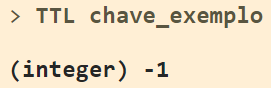 > TTL chave_exemplo
(integer) -1